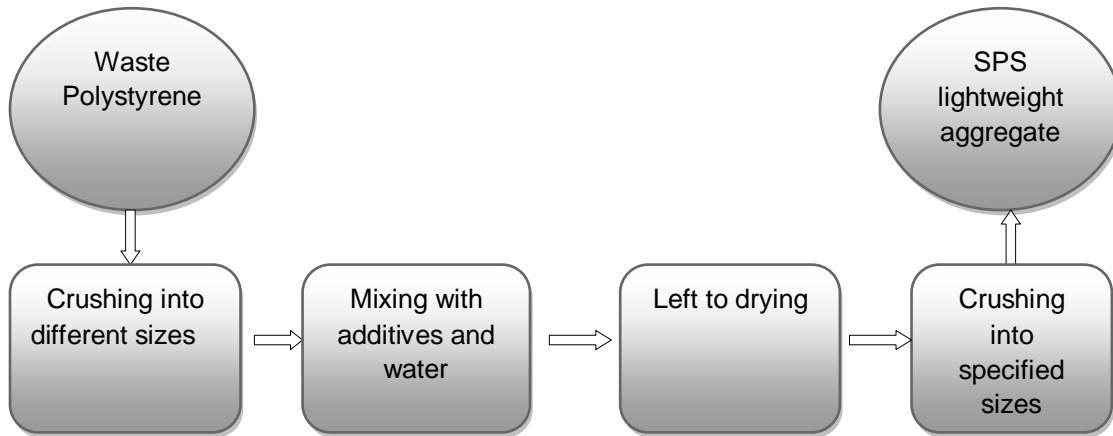 Waste
Polystyrene
SPS
lightweight
aggregate
Crushing into
different sizes
Mixing with
additives and
water
Left to drying
Crushing
into
specified
sizes